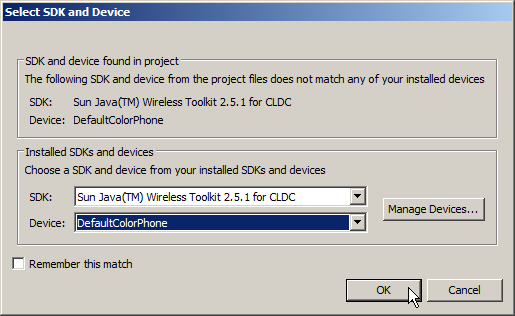 Select SDK and Device
SDK and device found in project
The following SDK and device from the project files does not match any of your installed devices
SDK: Sun Java(TM) Wireless Toolkit 2.5.1 for CLDC
Device: DefaultColorPhone
Installed SDKs and devices
Choose a SDK and device from your installed SDKs and devices
SDK: Sun Java(TM) Wireless Toolkit 2.5.1 for CLDC
Device: DefaultColorPhone
Manage Devices...
Remember this match
OK Cancel